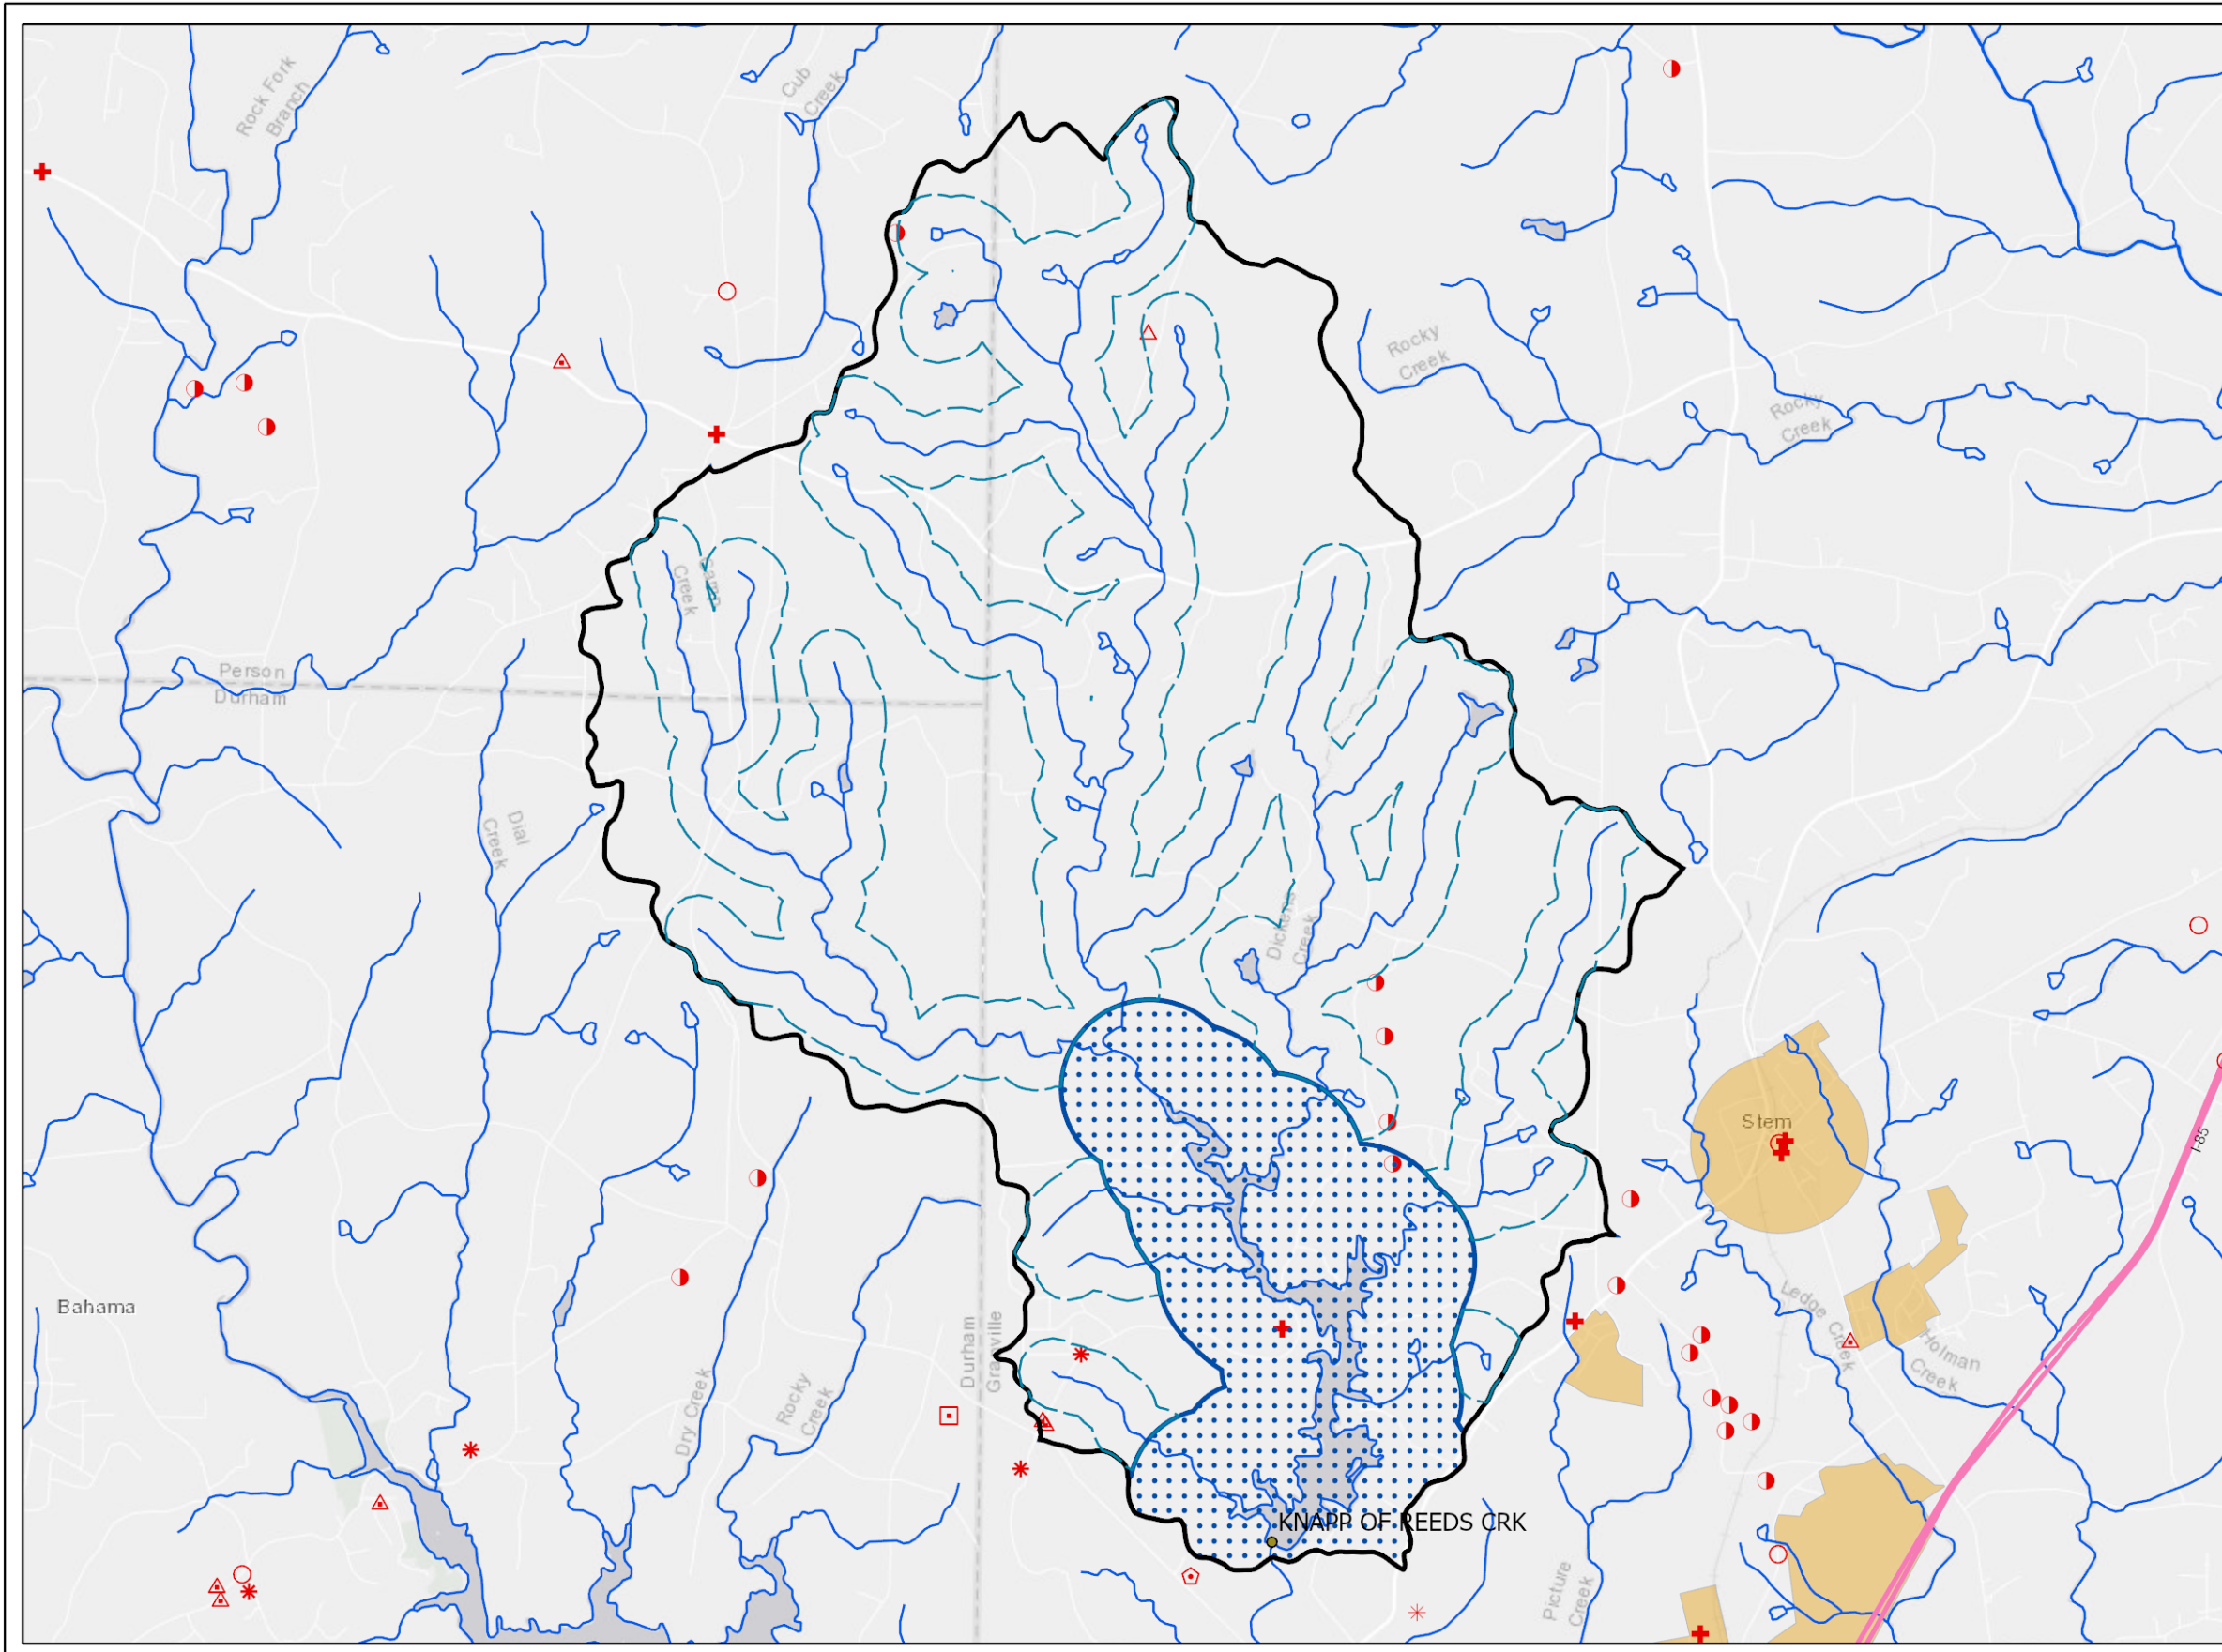 Rock Fork
Branch
Cub
Creek
Rocky
Creek
Rocky
Creek
Camp
Creek
Person
Durham
Dial
Creek
Dickens
Creek
Stem
I-85
Bahama
Durham
Granville
Ledge Creek
Holman
Creek
Dry Creek
Rocky
Creek
KNAPP OF REEDS CRK
Picture
Creek